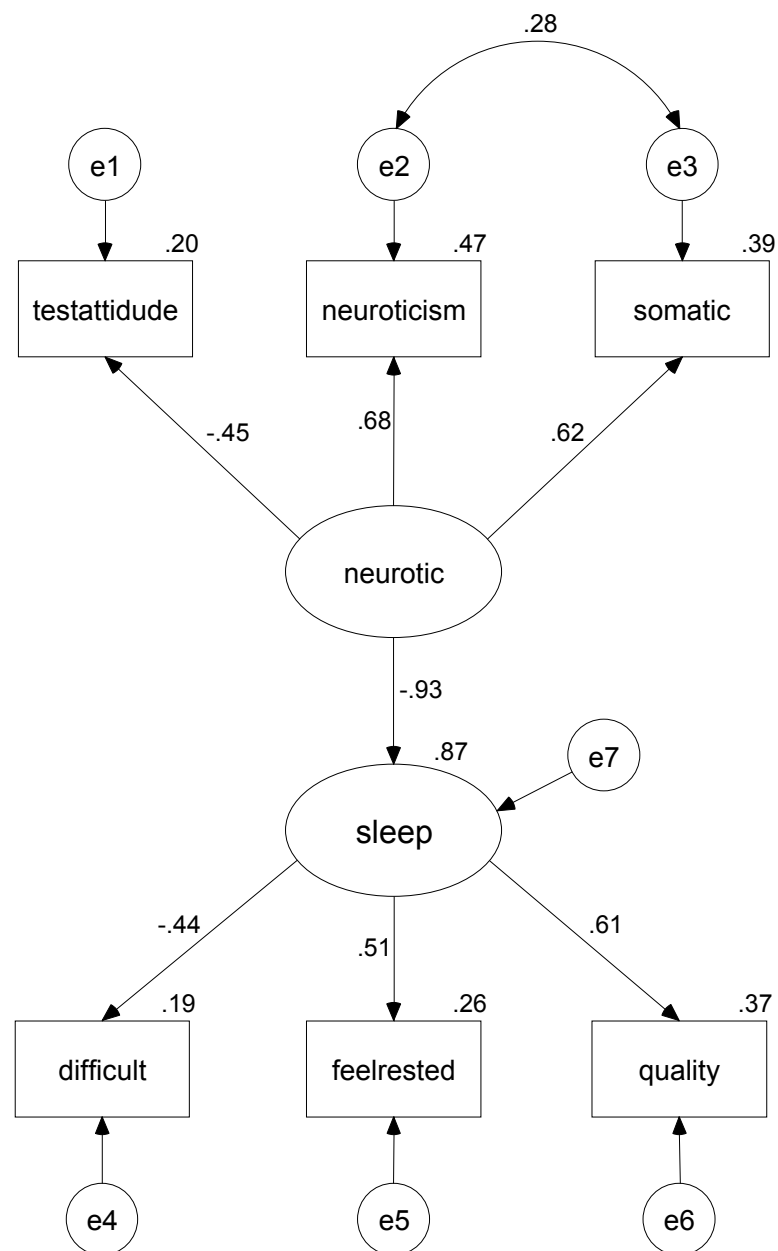 .28
e1
e2
e3
.20
.47
.39
testattidude
neuroticism
somatic
-.45
.68
.62
neurotic
-.93
.87
e7
sleep
-.44
.51
.61
.19
.26
.37
difficult
feelrested
quality
e4
e5
e6